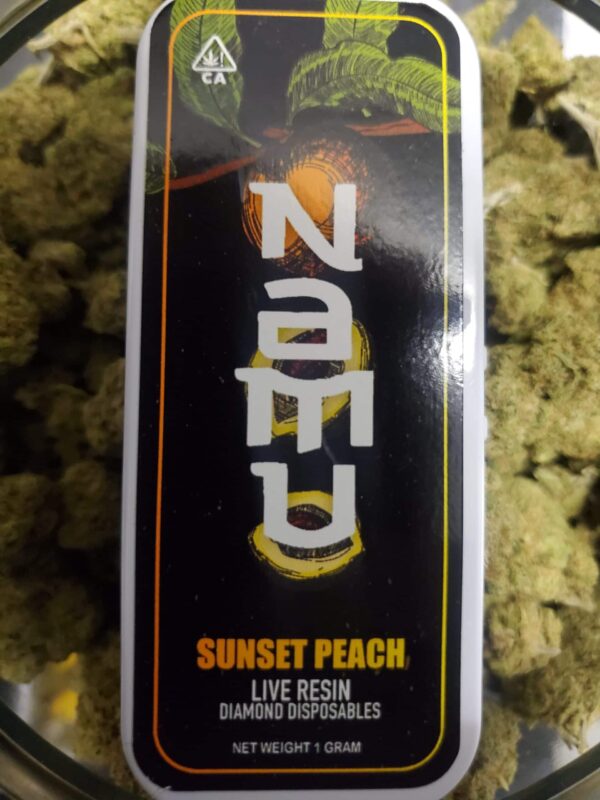 CA
Namu
SUNSET PEACH
LIVE RESIN
DIAMOND DISPOSABLES
NET WEIGHT 1 GRAM